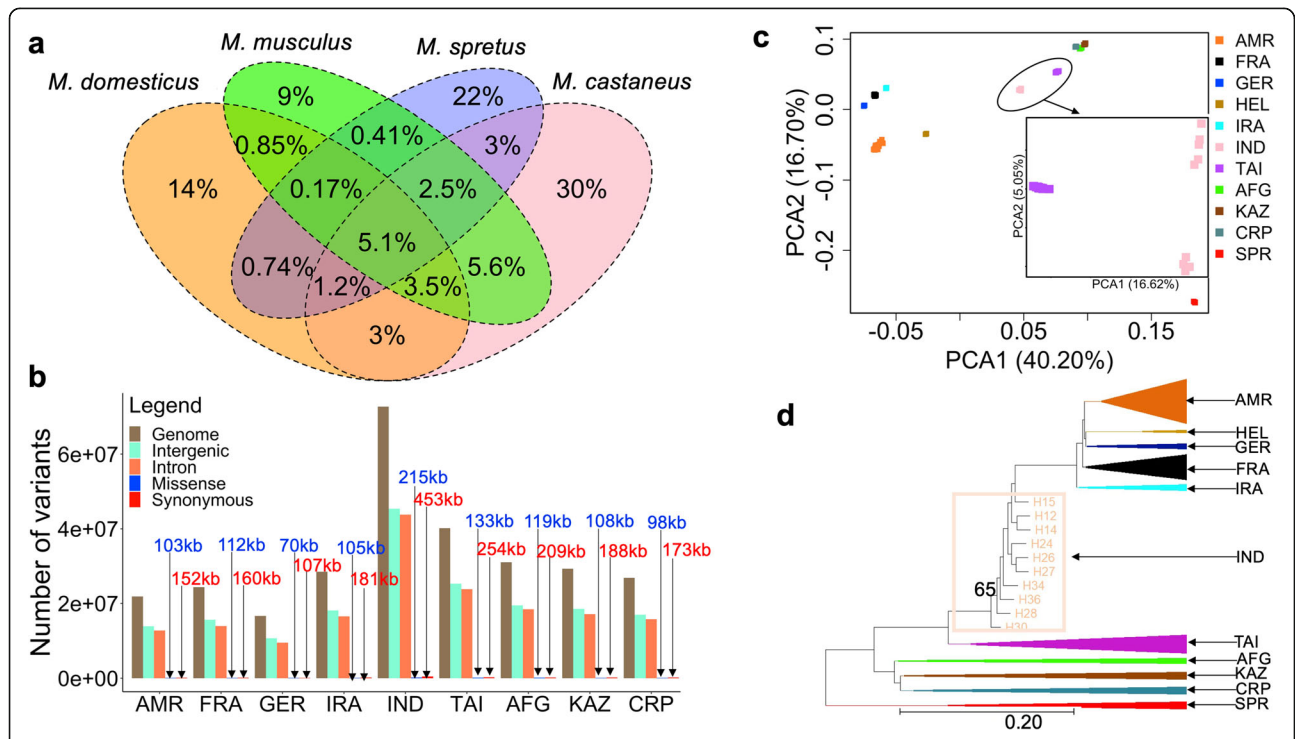 a
M. musculus
M. spretus
M. domesticus
M. castaneus
9%
22%
0.41%
0.85%
3%
14%
0.17%
2.5%
30%
5.1%
0.74%
5.6%
1.2%
3.5%
3%
b
Legend
Genome
Intergenic
Intron
Missense
Synonymous
Number of variants
6e+07
4e+07
2e+07
0e+00
103kb
152kb
112kb
160kb
70kb
107kb
105kb
181kb
215kb
453kb
133kb
254kb
119kb
209kb
108kb
188kb
98kb
173kb
AMR FRA GER IRA IND TAI AFG KAZ CRP
c
PCA2 (16.70%)
0.1
0.0
-0.1
-0.2
-0.05
0.05
0.15
PCA1 (40.20%)
PCA2 (5.05%)
PCA1 (16.62%)
AMR
FRA
GER
HEL
IRA
IND
TAI
AFG
KAZ
CRP
SPR
d
AMR
HEL
GER
FRA
IRA
H15
H12
H14
H24
H26
H27
H34
H36
H28
H30
65
IND
TAI
AFG
KAZ
CRP
SPR
0.20